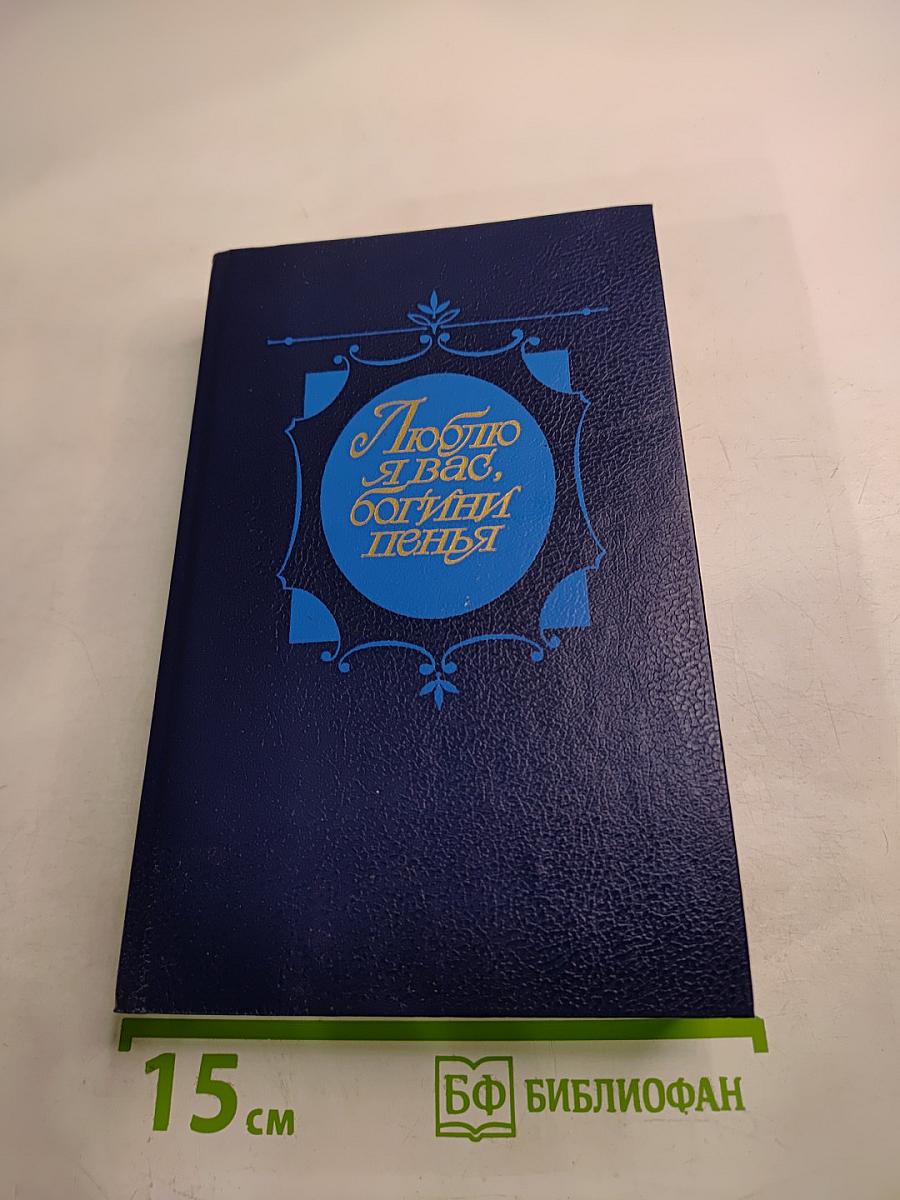 Люблю
я вас,
богини
пенья
15 см
БФ БИБЛИОФАН